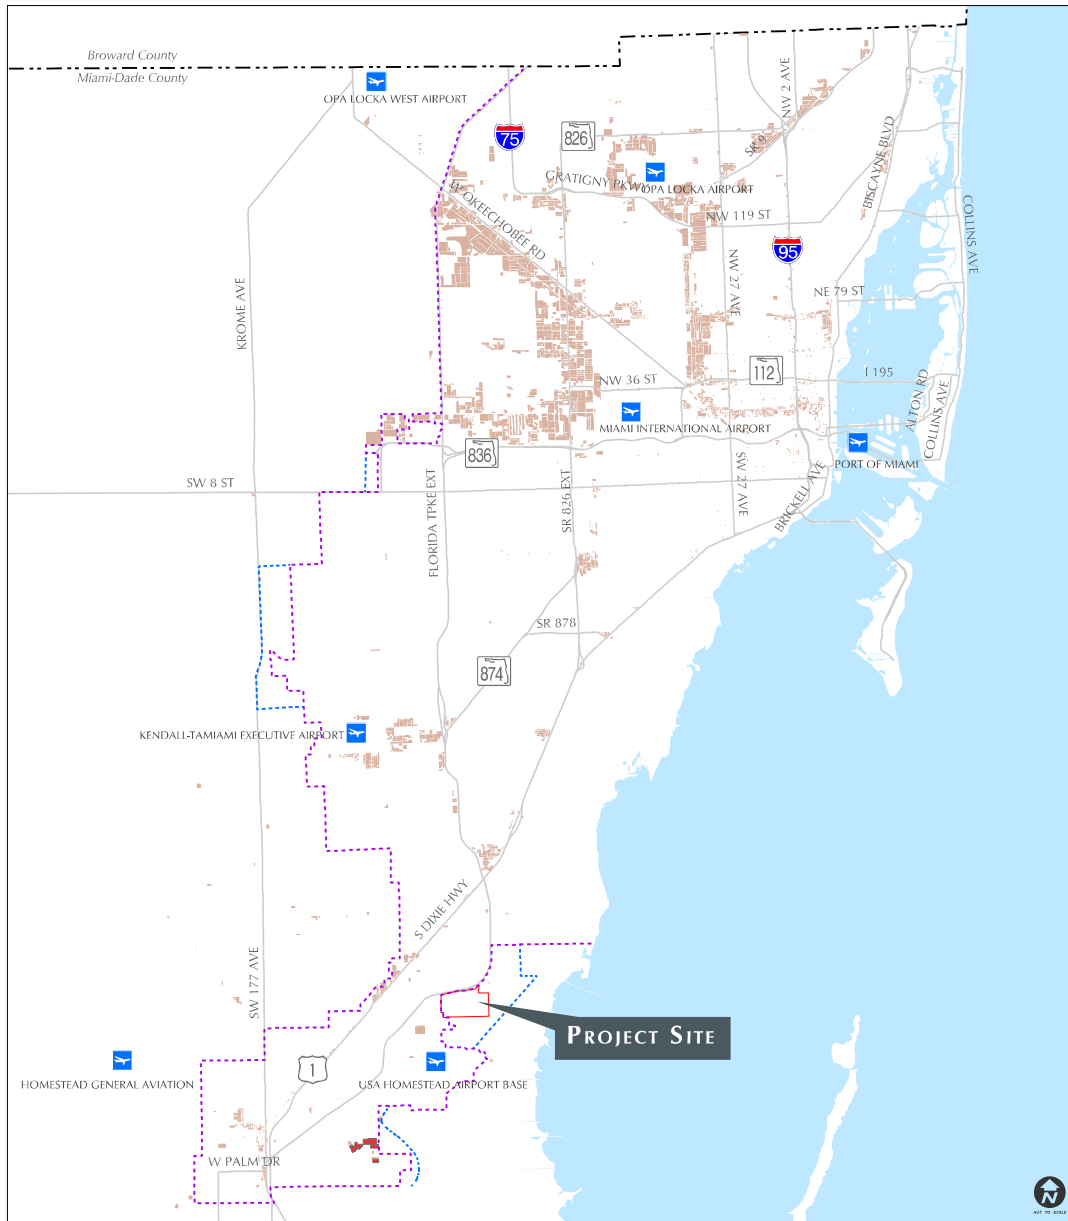 Broward County
Miami-Dade County
OPA LOCKA WEST AIRPORT
75
826
NW 2 AVE
SR 9
BISCAYNE BLVD
GRATIGNY PKWY
OPA LOCKA AIRPORT
W OKEECHOBEE RD
NW 119 ST
COLLINS AVE
95
KROME AVE
NW 27 AVE
NE 79 ST
112
I 195
NW 36 ST
ALTON RD
COLLINS AVE
MIAMI INTERNATIONAL AIRPORT
836
PORT OF MIAMI
SW 8 ST
FLORIDA TPKE EXT
SR 826 EXT
SW 27 AVE
BRICKELL AVE
SR 878
874
KENDALL-TAMIAMI EXECUTIVE AIRPORT
S DIXIE HWY
SW 177 AVE
PROJECT SITE
1
HOMESTEAD GENERAL AVIATION
USA HOMESTEAD AIRPORT BASE
W PALM DR
N
NOT TO SCALE